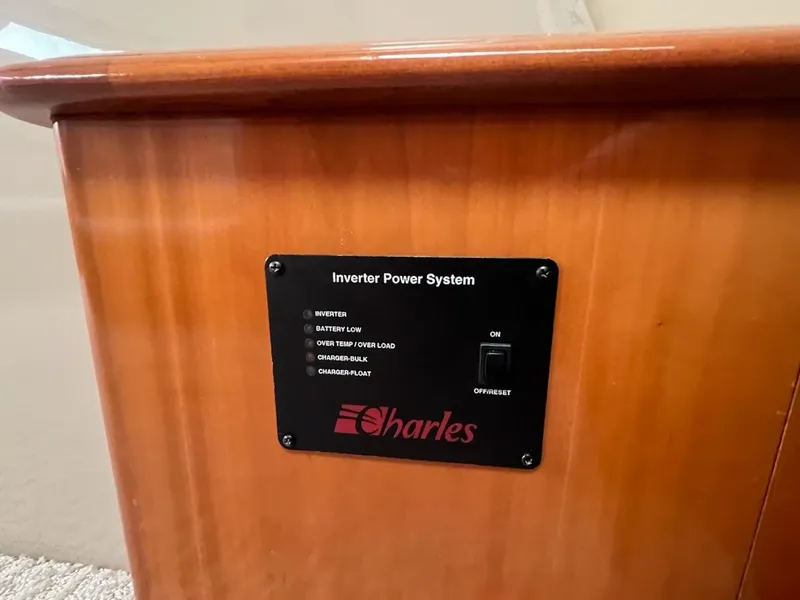 Inverter Power System
INVERTER
BATTERY LOW
OVER TEMP / OVER LOAD
CHARGER-BULK
CHARGER-FLOAT
ON
OFF/RESET
Charles